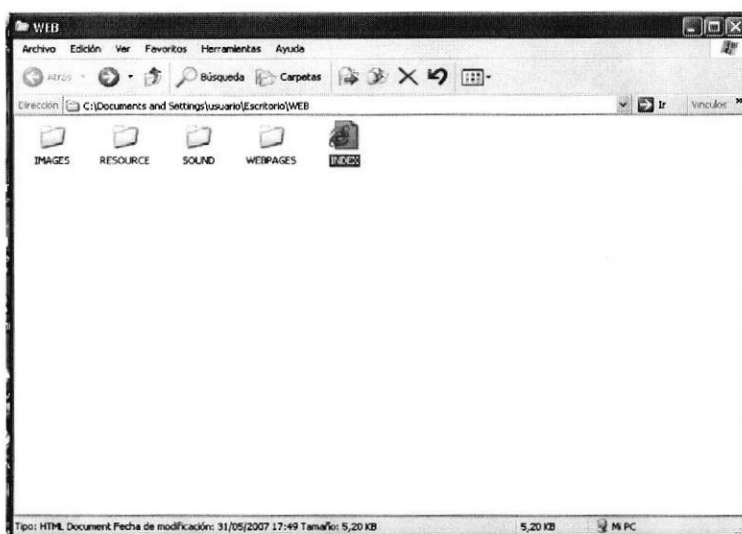 WEB
Archivo Edición Ver Favoritos Herramientas Ayuda
Atrás Búsqueda Carpetas
Dirección C:\Documents and Settings\usuario\Escritorio\WEB Ir Vínculos »
IMAGES RESOURCE SOUND WEBPAGES INDEX
Tipo: HTML Document Fecha de modificación: 31/05/2007 17:49 Tamaño: 5,20 KB 5,20 KB Mi PC